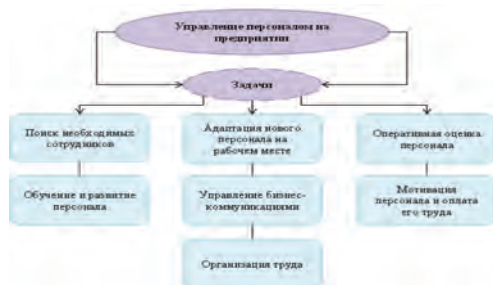 Управление персоналом на
предприятии
Задачи
Поиск необходимых
сотрудников
Адаптация нового
персонала на
рабочем месте
Оперативная оценка
персонала
Обучение и развитие
персонала
Управление бизнес-
коммуникациями
Мотивация
персонала и оплата
его труда
Организация труда